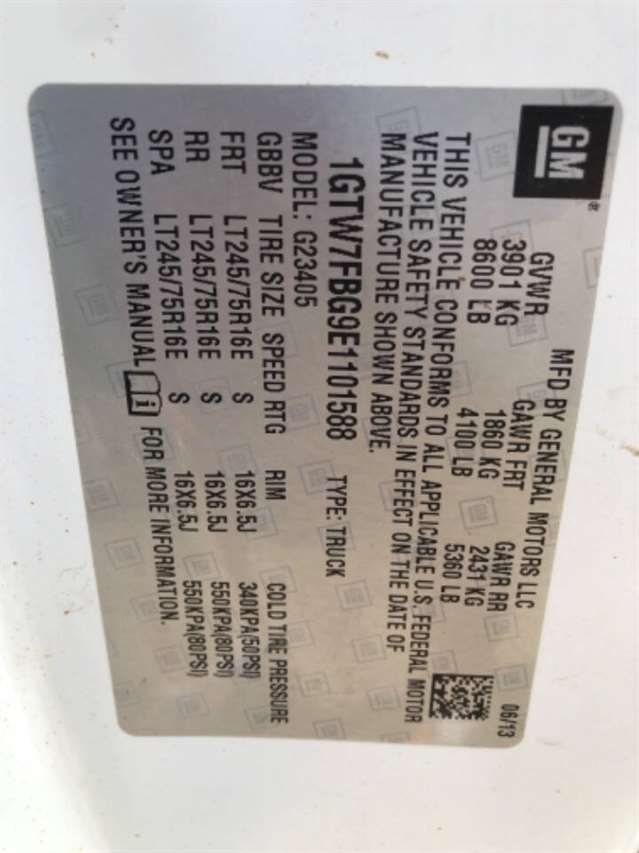 GM ®
MFD BY GENERAL MOTORS LLC 06/13
GVWR GAWR FRT GAWR RR
3901 KG 1860 KG 2431 KG
8600 LB 4100 LB 5360 LB
THIS VEHICLE CONFORMS TO ALL APPLICABLE U.S. FEDERAL MOTOR
VEHICLE SAFETY STANDARDS IN EFFECT ON THE DATE OF
MANUFACTURE SHOWN ABOVE.
1GTW7FBG9E1101588 TYPE: TRUCK
MODEL: G23405
GBBV TIRE SIZE SPEED RTG RIM COLD TIRE PRESSURE
FRT LT245/75R16E S 16X6.5J 340KPA(50PSI)
RR LT245/75R16E S 16X6.5J 550KPA(80PSI)
SPA LT245/75R16E S 16X6.5J 550KPA(80PSI)
SEE OWNER'S MANUAL FOR MORE INFORMATION.